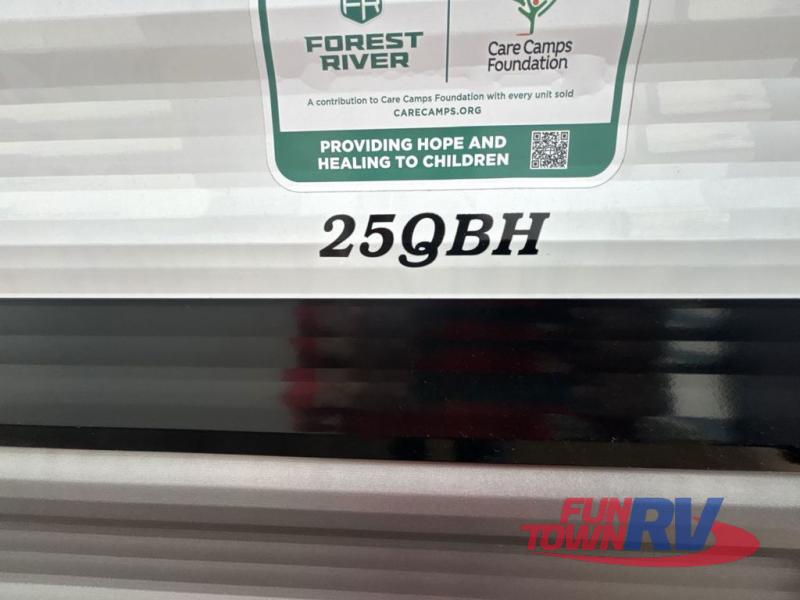 FR
FOREST
RIVER
Care Camps
Foundation
A contribution to Care Camps Foundation with every unit sold
CARECAMPS.ORG
PROVIDING HOPE AND
HEALING TO CHILDREN
25QBH
FUN
TOWN RV